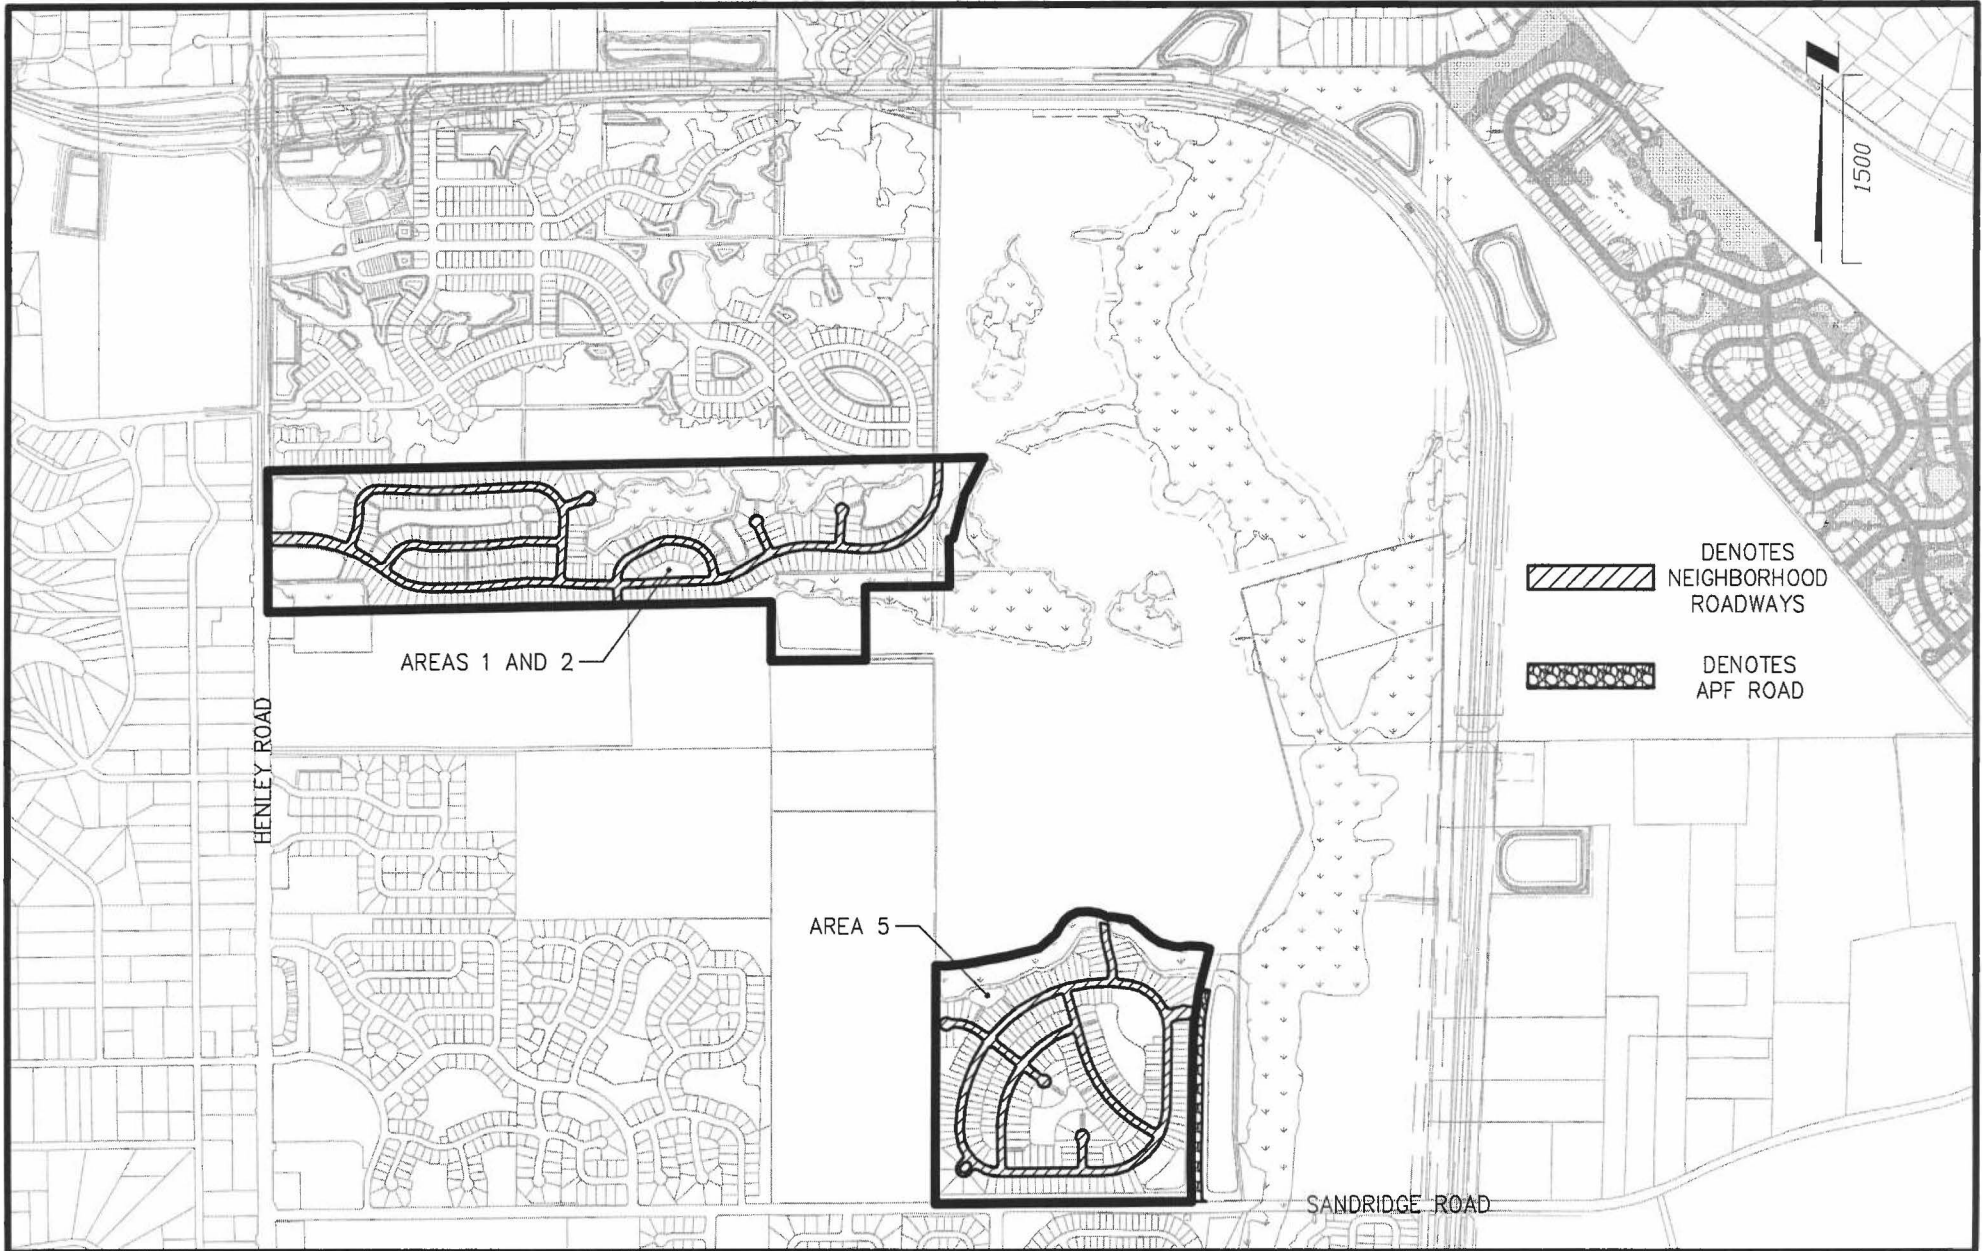 1500
DENOTES
NEIGHBORHOOD
ROADWAYS
AREAS 1 AND 2
DENOTES
APF ROAD
HENLEY ROAD
AREA 5
SANDRIDGE ROAD